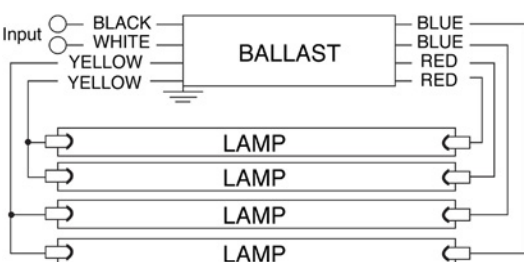 Input
BLACK
WHITE
YELLOW
YELLOW
BALLAST
BLUE
BLUE
RED
RED
LAMP
LAMP
LAMP
LAMP